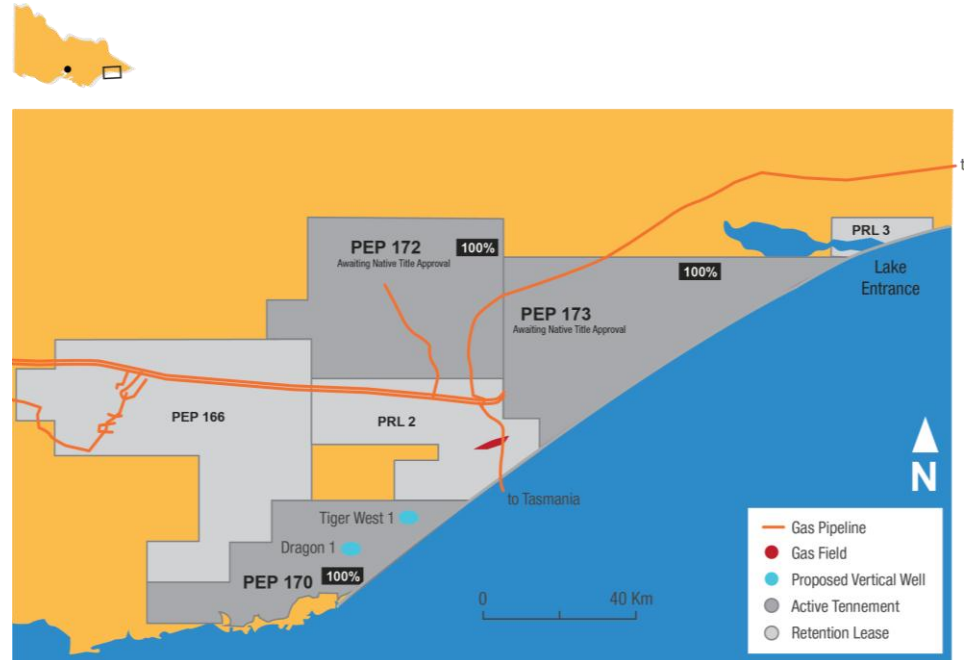 t
PRL 3
PEP 172
100%
Awaiting Native Title Approval
100%
Lake
Entrance
PEP 173
Awaiting Native Title Approval
PEP 166
PRL 2
N
to Tasmania
Tiger West 1
Dragon 1
PEP 170
100%
0
40 Km
Gas Pipeline
Gas Field
Proposed Vertical Well
Active Tennement
Retention Lease